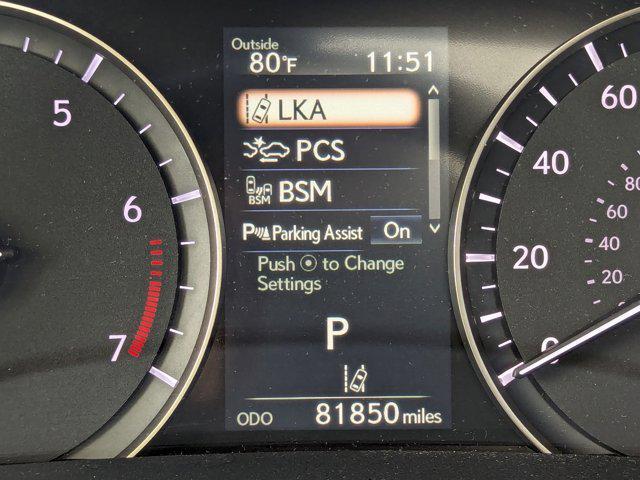 Outside
80°F 11:51
LKA
PCS
BSM
BSM
P Parking Assist On
Push ⦿ to Change
Settings
P
ODO 81850 miles
5
6
7
0
20
40
60
20
40
60
80